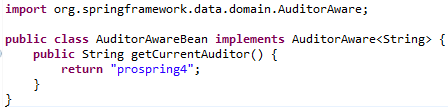 import org.springframework.data.domain.AuditorAware;
public class AuditorAwareBean implements AuditorAware<String> {
public String getCurrentAuditor() {
return "prospring4";
}
}